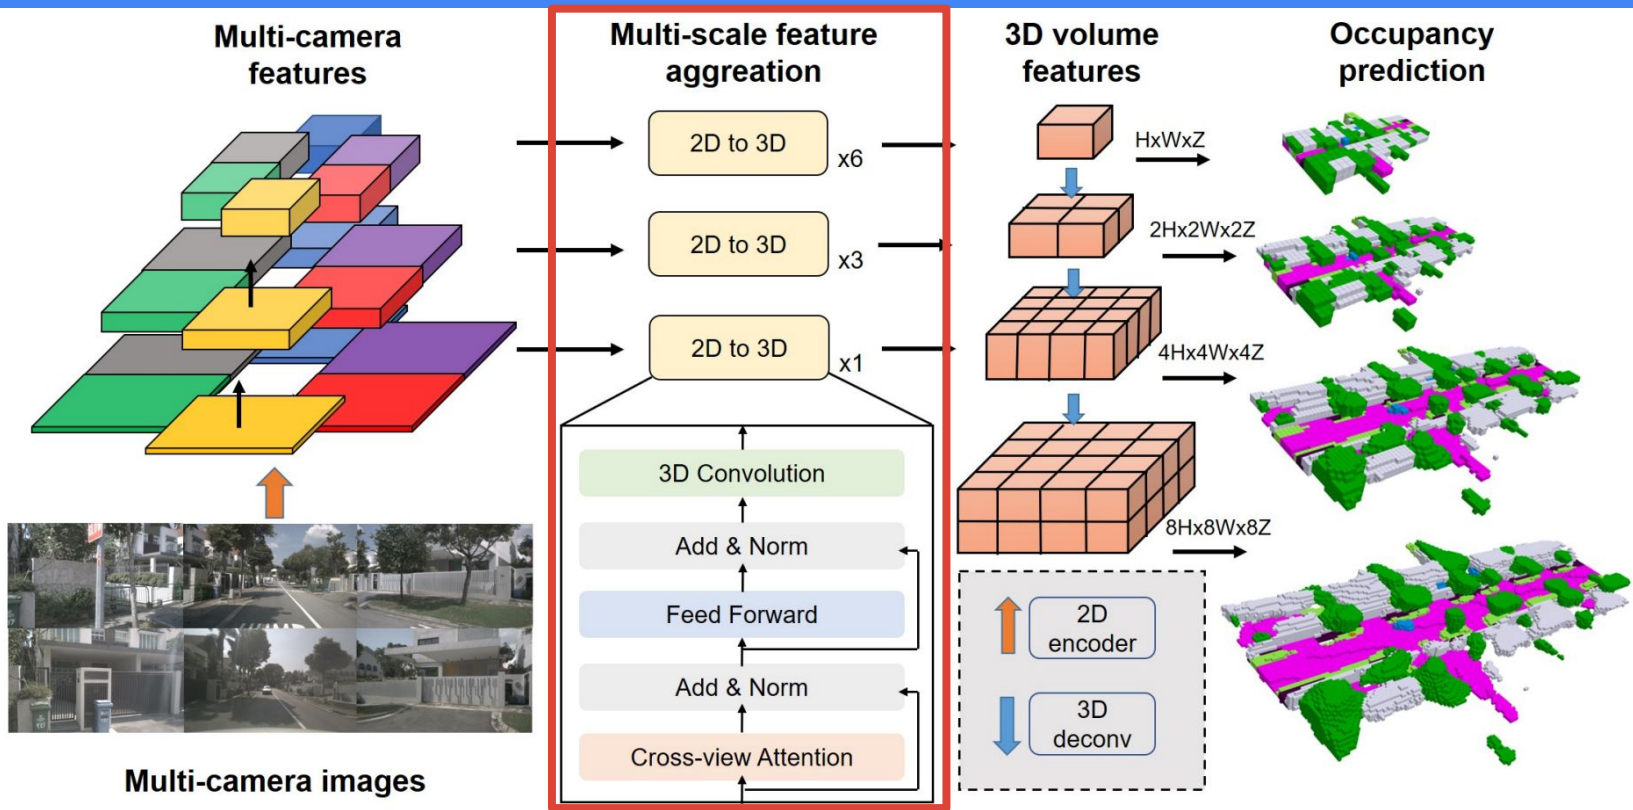 Multi-camera
features
Multi-scale feature
aggreation
3D volume
features
Occupancy
prediction
2D to 3D
x6
HxWxZ
2D to 3D
x3
2Hx2Wx2Z
2D to 3D
x1
4Hx4Wx4Z
3D Convolution
Add & Norm
Feed Forward
Add & Norm
Cross-view Attention
8Hx8Wx8Z
2D
encoder
3D
deconv
Multi-camera images